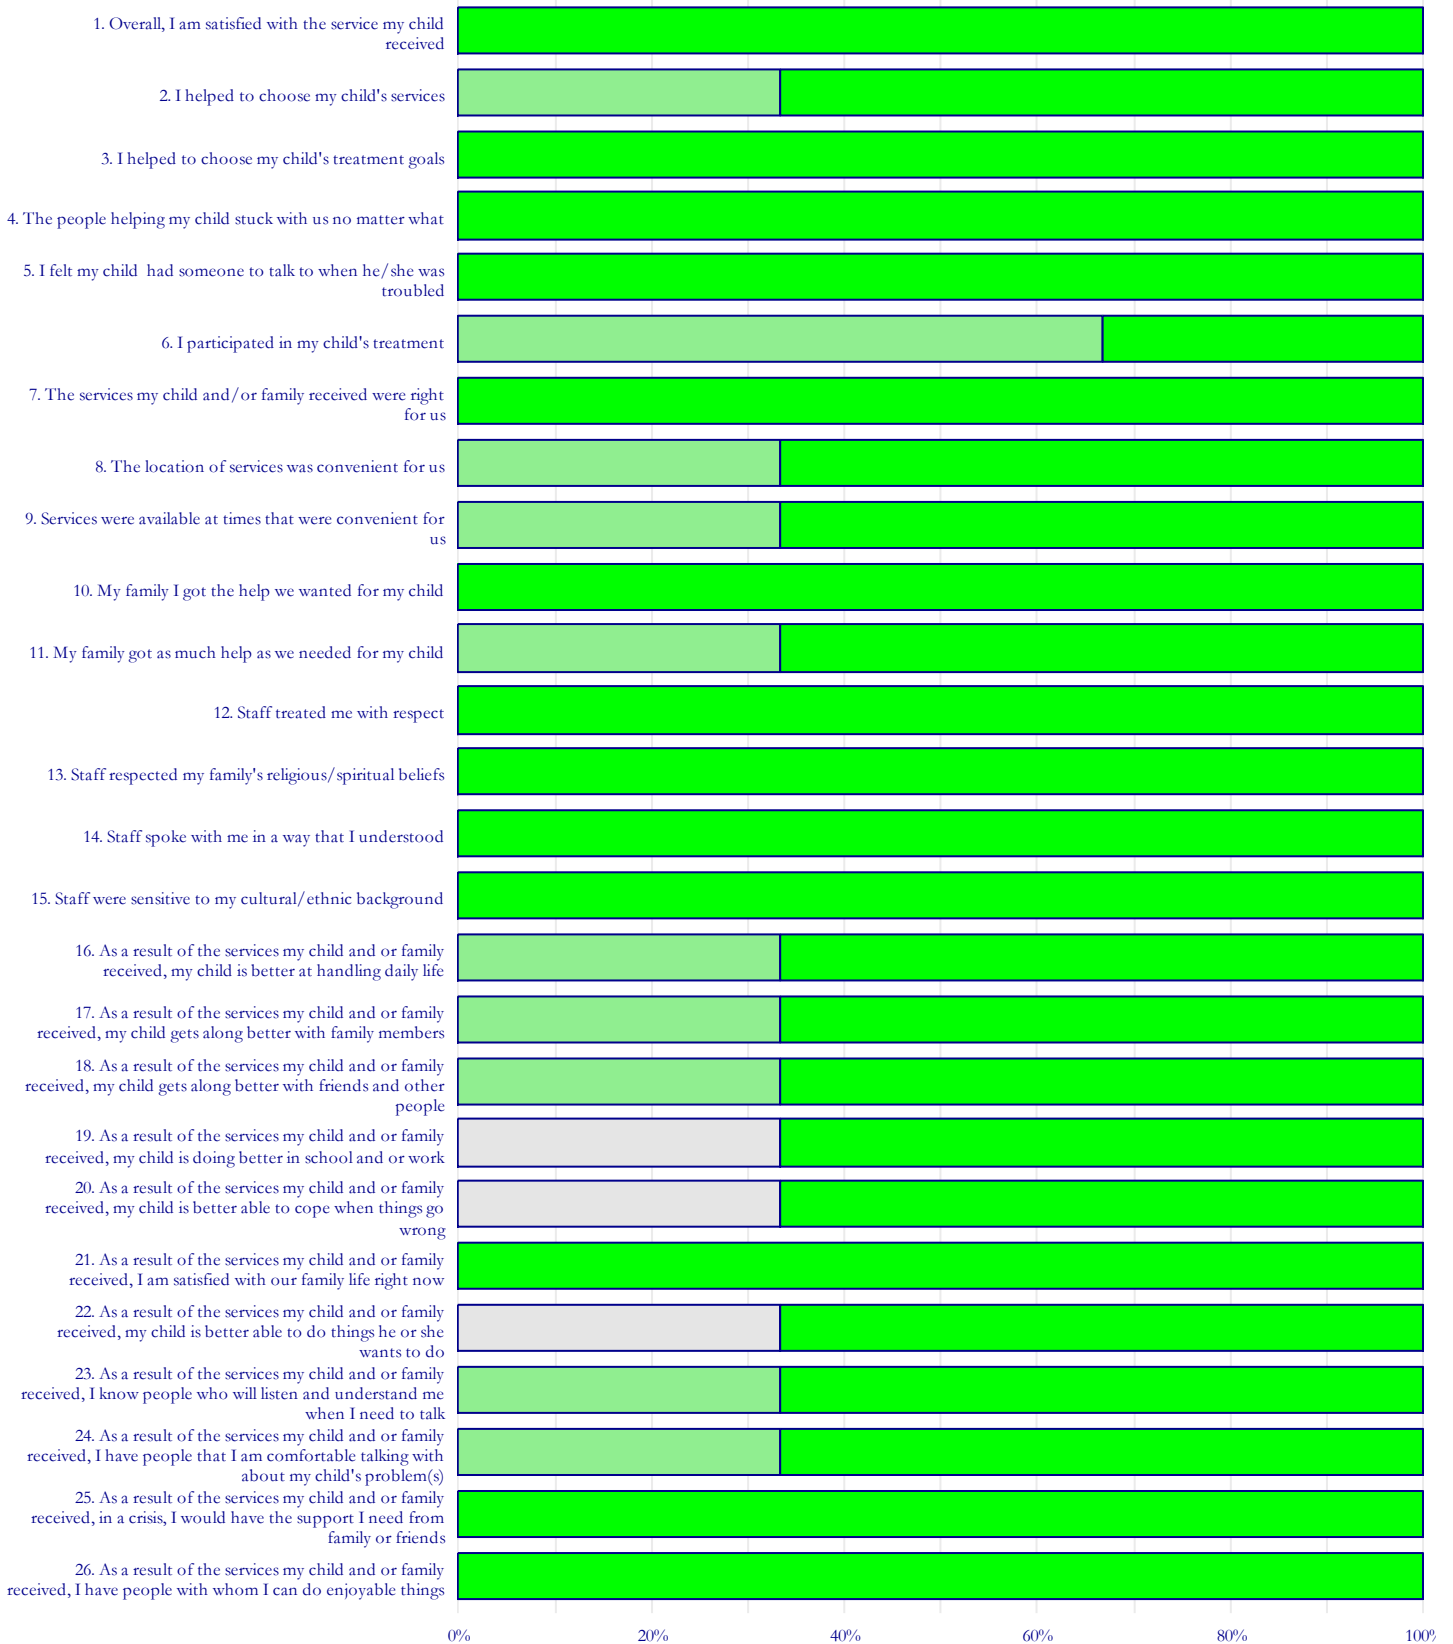 1. Overall, I am satisfied with the service my child
received
2. I helped to choose my child's services
3. I helped to choose my child's treatment goals
4. The people helping my child stuck with us no matter what
5. I felt my child  had someone to talk to when he/she was
troubled
6. I participated in my child's treatment
7. The services my child and/or family received were right
for us
8. The location of services was convenient for us
9. Services were available at times that were convenient for
us
10. My family I got the help we wanted for my child
11. My family got as much help as we needed for my child
12. Staff treated me with respect
13. Staff respected my family's religious/spiritual beliefs
14. Staff spoke with me in a way that I understood
15. Staff were sensitive to my cultural/ethnic background
16. As a result of the services my child and or family
received, my child is better at handling daily life
17. As a result of the services my child and or family
received, my child gets along better with family members
18. As a result of the services my child and or family
received, my child gets along better with friends and other
people
19. As a result of the services my child and or family
received, my child is doing better in school and or work
20. As a result of the services my child and or family
received, my child is better able to cope when things go
wrong
21. As a result of the services my child and or family
received, I am satisfied with our family life right now
22. As a result of the services my child and or family
received, my child is better able to do things he or she
wants to do
23. As a result of the services my child and or family
received, I know people who will listen and understand me
when I need to talk
24. As a result of the services my child and or family
received, I have people that I am comfortable talking with
about my child's problem(s)
25. As a result of the services my child and or family
received, in a crisis, I would have the support I need from
family or friends
26. As a result of the services my child and or family
received, I have people with whom I can do enjoyable things
0% 20% 40% 60% 80% 100%